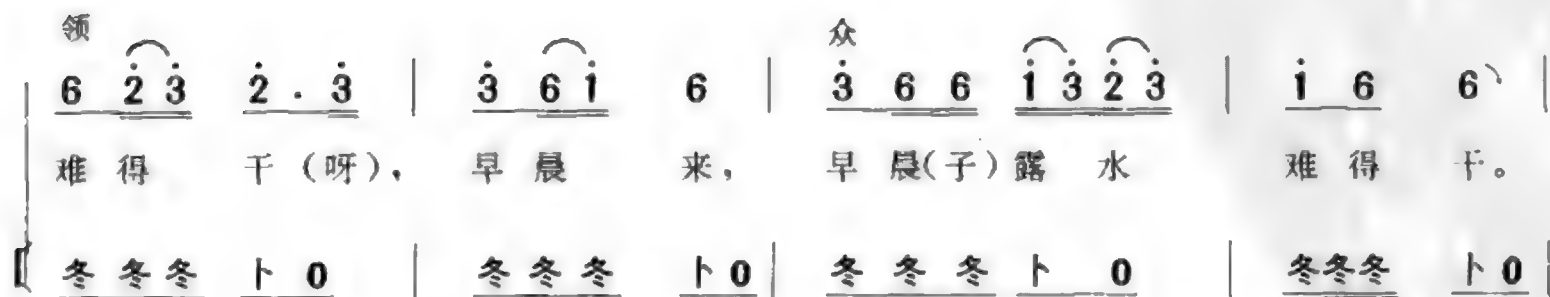 领 众
6 2̇ 3̇ 2̇ . 3̇ | 3̇ 6 1̇ 6 | 3̇ 6 6 1̇ 3̇ 2̇ 3̇ | 1̇ 6 6 |
难 得 干（呀）， 早 晨 来， 早 晨（子）露 水 难 得 干。
冬 冬 冬 卜 0 | 冬 冬 冬 卜 0 | 冬 冬 冬 卜 0 | 冬冬冬 卜 0